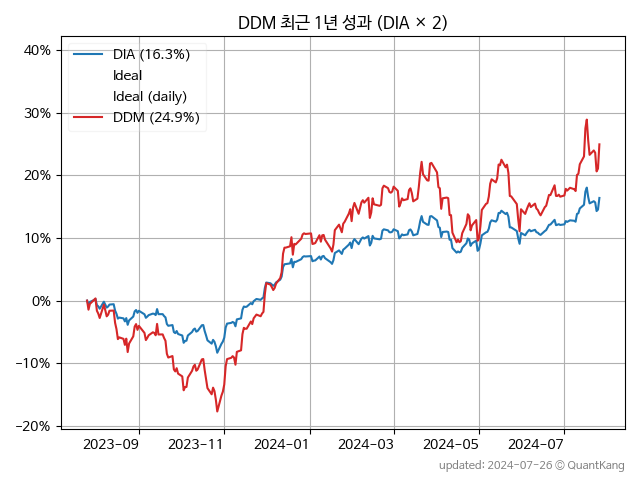 DDM 최근 1년 성과 (DIA × 2)
DIA (16.3%)
Ideal
Ideal (daily)
DDM (24.9%)
40%
30%
20%
10%
0%
−10%
−20%
2023−09
2023−11
2024−01
2024−03
2024−05
2024−07
updated: 2024-07-26 © QuantKang